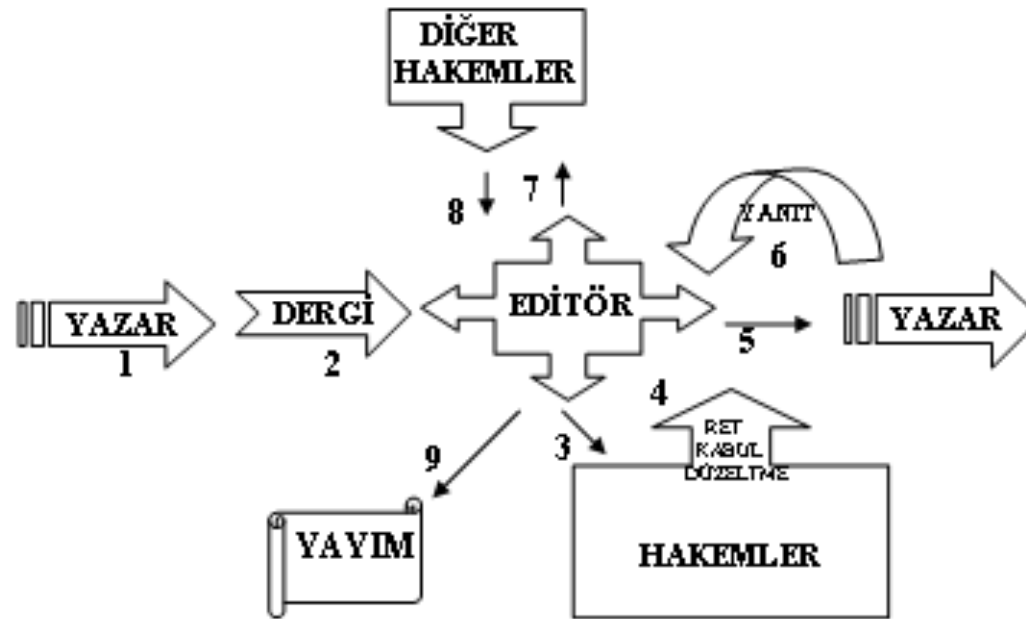 DİĞER
HAKEMLER
8
7
YANIT
6
YAZAR
1
DERGİ
2
EDİTÖR
5
YAZAR
4
RET
KABUL
DÜZELTME
3
9
YAYIM
HAKEMLER